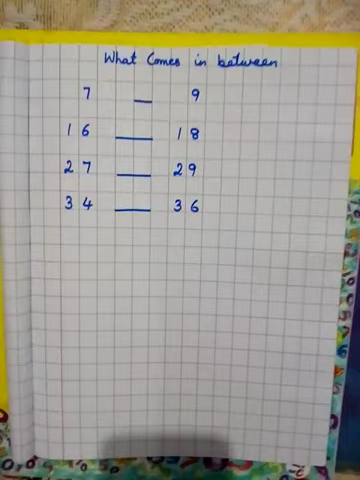 What Comes in between
7 __ 9
16 __ 18
27 __ 29
34 __ 36